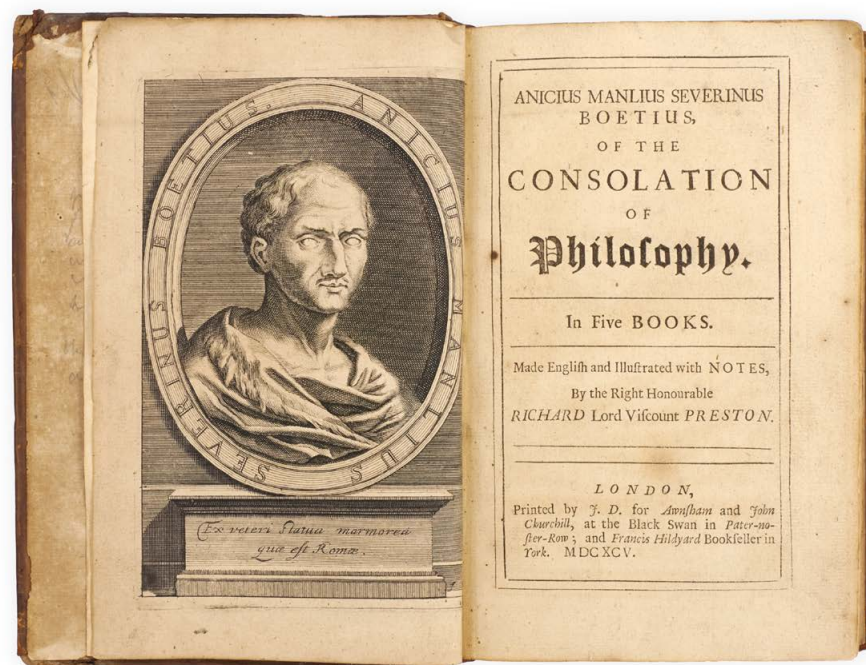 ANICIUS MANLIUS SEVERINUS BOETIUS.
Ex veteri Statua marmorea
quæ est Romæ.
ANICIUS MANLIUS SEVERINUS
BOETIUS,
OF THE
CONSOLATION
OF
Philoſophy.
In Five BOOKS.
Made Engliſh and Illuſtrated with NOTES,
By the Right Honourable
RICHARD Lord Viſcount PRESTON.
LONDON,
Printed by J. D. for Awnſham and John
Churchill, at the Black Swan in Pater-no-
ſter-Row; and Francis Hildyard Bookſeller in
York. MDCXCV.